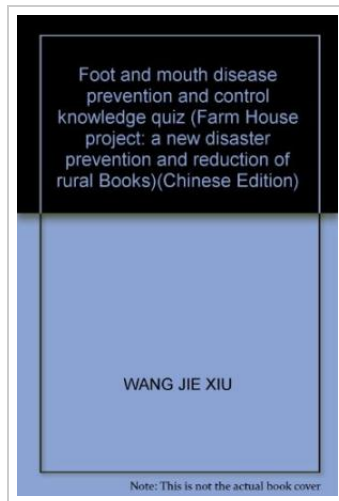 Foot and mouth disease
prevention and control
knowledge quiz (Farm House
project: a new disaster
prevention and reduction of
rural Books)(Chinese Edition)
WANG JIE XIU
Note: This is not the actual book cover